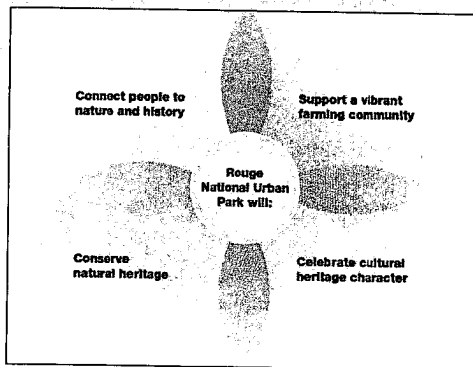 Connect people to
nature and history
Support a vibrant
farming community
Rouge
National Urban
Park will:
Conserve
natural heritage
Celebrate cultural
heritage character